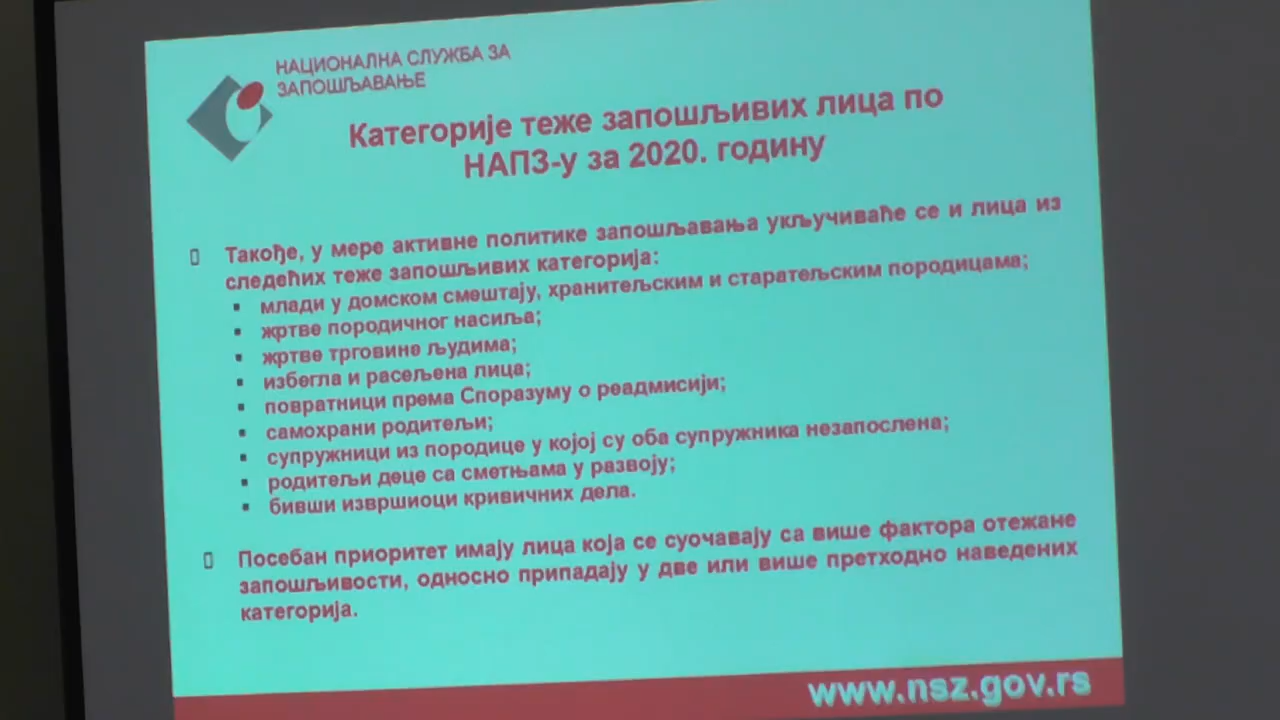 НАЦИОНАЛНА СЛУЖБА ЗА
ЗАПОШЉАВАЊЕ
Категорије теже запошљивих лица по
НАПЗ-у за 2020. годину
Такође, у мере активне политике запошљавања укључиваће се и лица из
следећих теже запошљивих категорија:
млади у домском смештају, хранитељским и старатељским породицама;
жртве породичног насиља;
жртве трговине људима;
избегла и расељена лица;
повратници према Споразуму о реадмисији;
самохрани родитељи;
супружници из породице у којој су оба супружника незапослена;
родитељи деце са сметњама у развоју;
бивши извршиоци кривичних дела.
Посебан приоритет имају лица која се суочавају са више фактора отежане
запошљивости, односно припадају у две или више претходно наведених
категорија.
www.nsz.gov.rs